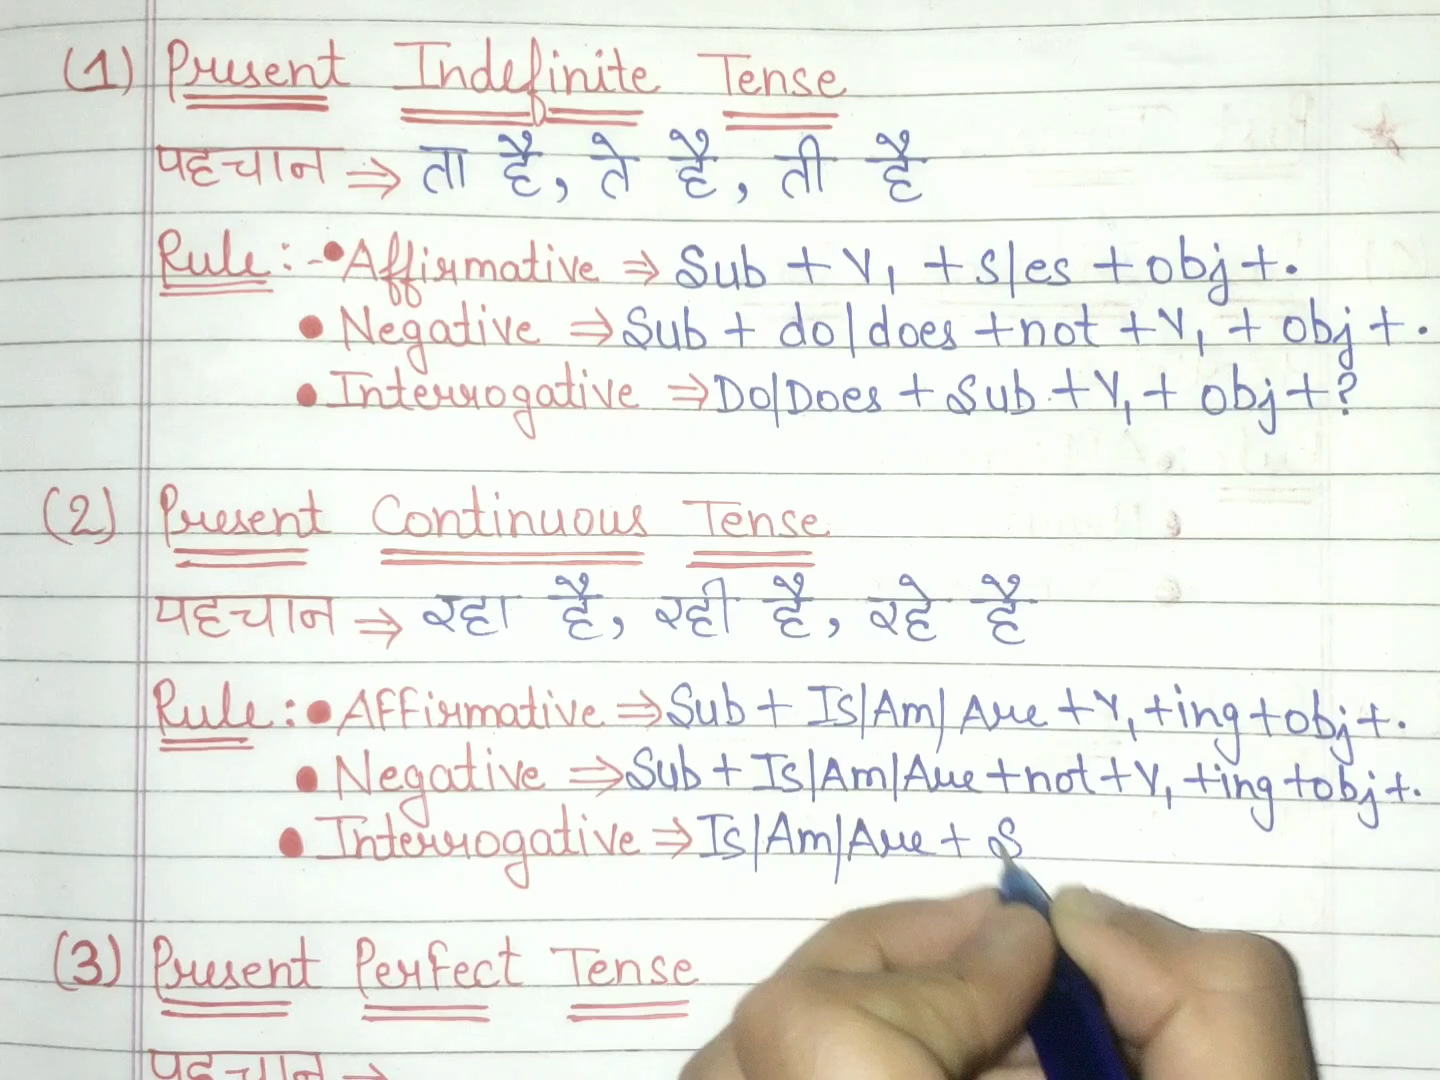 (1) Present Indefinite Tense
पहचान ⇒ ता है, ते है, ती है
Rule :- • Affirmative ⇒ Sub + V₁ + s/es + obj + .
• Negative ⇒ Sub + do/does + not + V₁ + obj + .
• Interrogative ⇒ Do/Does + Sub + V₁ + obj + ?
(2) Present Continuous Tense
पहचान ⇒ रहा है, रही है, रहे है
Rule : • Affirmative ⇒ Sub + Is/Am/Are + V₁ + ing + obj + .
• Negative ⇒ Sub + Is/Am/Are + not + V₁ + ing + obj + .
• Interrogative ⇒ Is/Am/Are + S
(3) Present Perfect Tense
पहचान ⇒